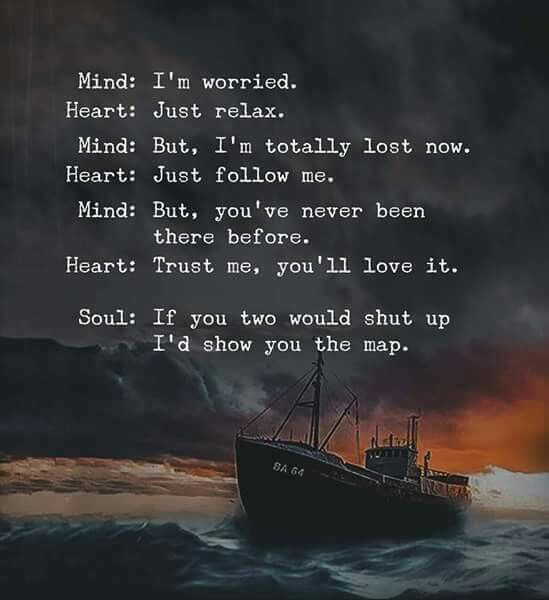 Mind: I'm worried.
Heart: Just relax.
Mind: But, I'm totally lost now.
Heart: Just follow me.
Mind: But, you've never been
there before.
Heart: Trust me, you'll love it.
Soul: If you two would shut up
I'd show you the map.
BA 64